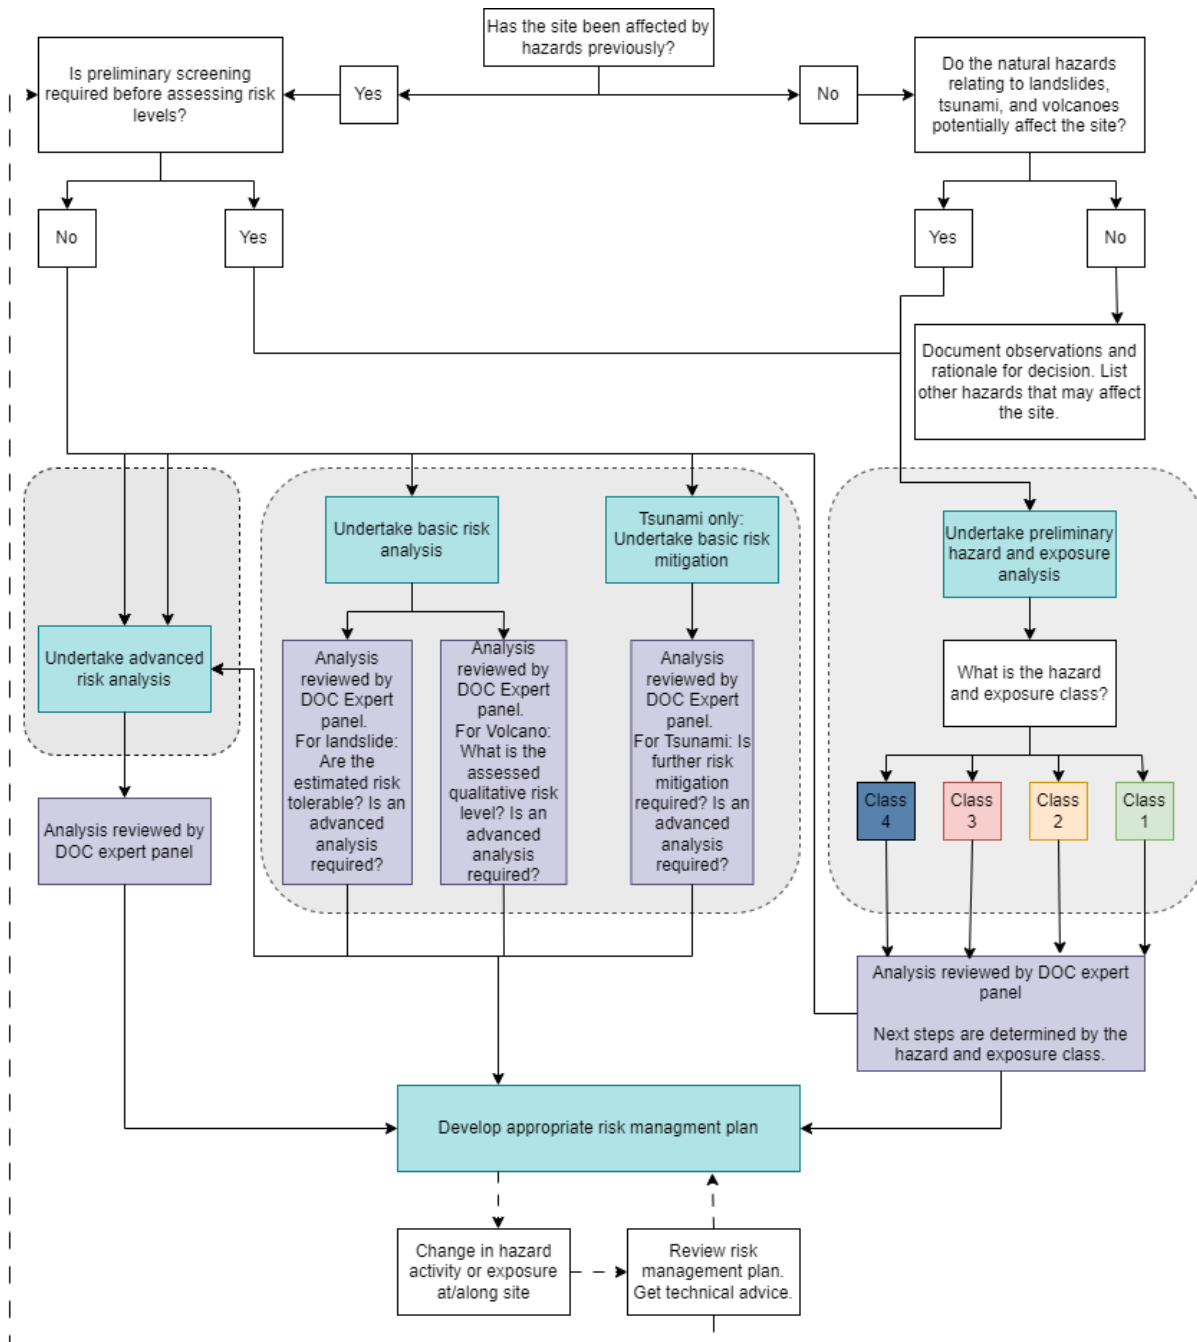 Has the site been affected by
hazards previously?
Is preliminary screening
required before assessing risk
levels?
Yes
No
Do the natural hazards
relating to landslides,
tsunami, and volcanoes
potentially affect the site?
No
Yes
Yes
No
Document observations and
rationale for decision. List
other hazards that may affect
the site.
Undertake basic risk
analysis
Tsunami only:
Undertake basic risk
mitigation
Undertake preliminary
hazard and exposure
analysis
Undertake advanced
risk analysis
Analysis
reviewed by
DOC Expert
panel.
For landslide:
Are the
estimated risk
tolerable? Is an
advanced
analysis
required?
Analysis
reviewed by
DOC Expert
panel.
For Volcano:
What is the
assessed
qualitative risk
level? Is an
advanced
analysis
required?
Analysis
reviewed by
DOC Expert
panel.
For Tsunami: Is
further risk
mitigation
required? Is an
advanced
analysis
required?
What is the hazard
and exposure class?
Class
4
Class
3
Class
2
Class
1
Analysis reviewed by
DOC expert panel
Analysis reviewed by DOC expert
panel
Next steps are determined by the
hazard and exposure class.
Develop appropriate risk managment plan
Change in hazard
activity or exposure
at/along site
Review risk
management plan.
Get technical advice.